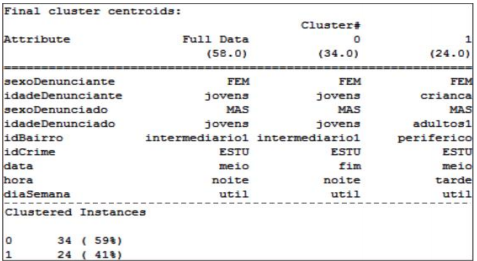 Final cluster centroids:
Cluster#
Attribute Full Data 0 1
(58.0) (34.0) (24.0)
==========================================================
sexoDenunciante FEM FEM FEM
idadeDenunciante jovens jovens crianca
sexoDenunciado MAS MAS MAS
idadeDenunciado jovens jovens adultos1
idBairro intermediario1 intermediario1 periferico
idCrime ESTU ESTU ESTU
data meio fim meio
hora noite noite tarde
diaSemana util util util
Clustered Instances
0 34 ( 59%)
1 24 ( 41%)